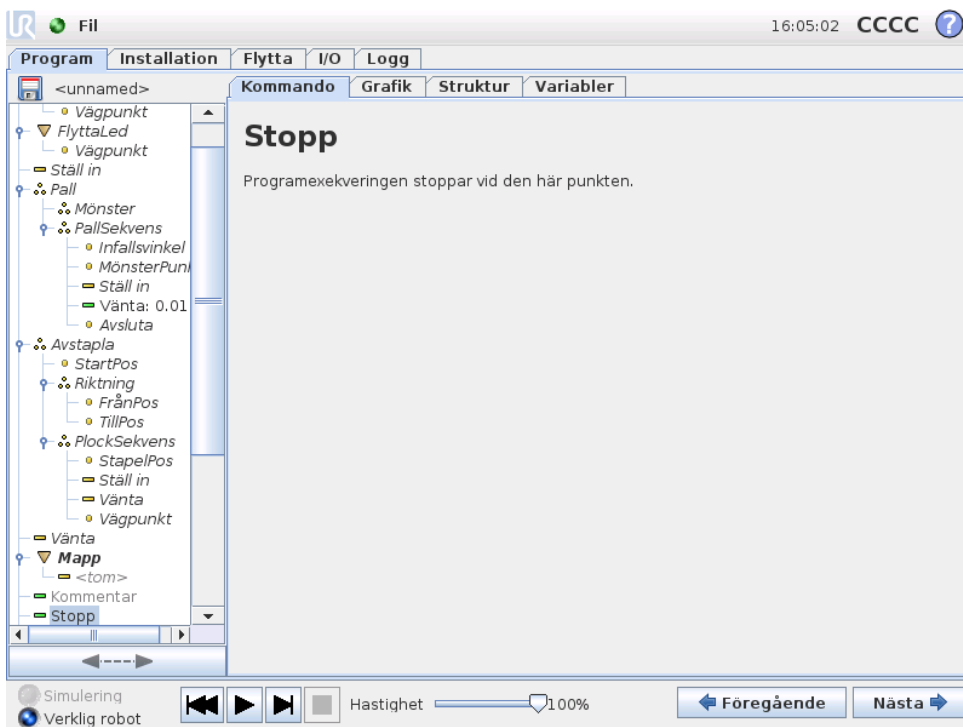 UR Fil 16:05:02 CCCC ?
Program Installation Flytta I/O Logg
<unnamed>
Kommando Grafik Struktur Variabler
Vägpunkt
FlyttaLed
Vägpunkt
Ställ in
Pall
Mönster
PallSekvens
Infallsvinkel
MönsterPunl
Ställ in
Vänta: 0.01
Avsluta
Avstapla
StartPos
Riktning
FrånPos
TillPos
PlockSekvens
StapelPos
Ställ in
Vänta
Vägpunkt
Vänta
Mapp
<tom>
Kommentar
Stopp
Stopp
Programexekveringen stoppar vid den här punkten.
Simulering
Verklig robot
Hastighet 100%
Föregående Nästa